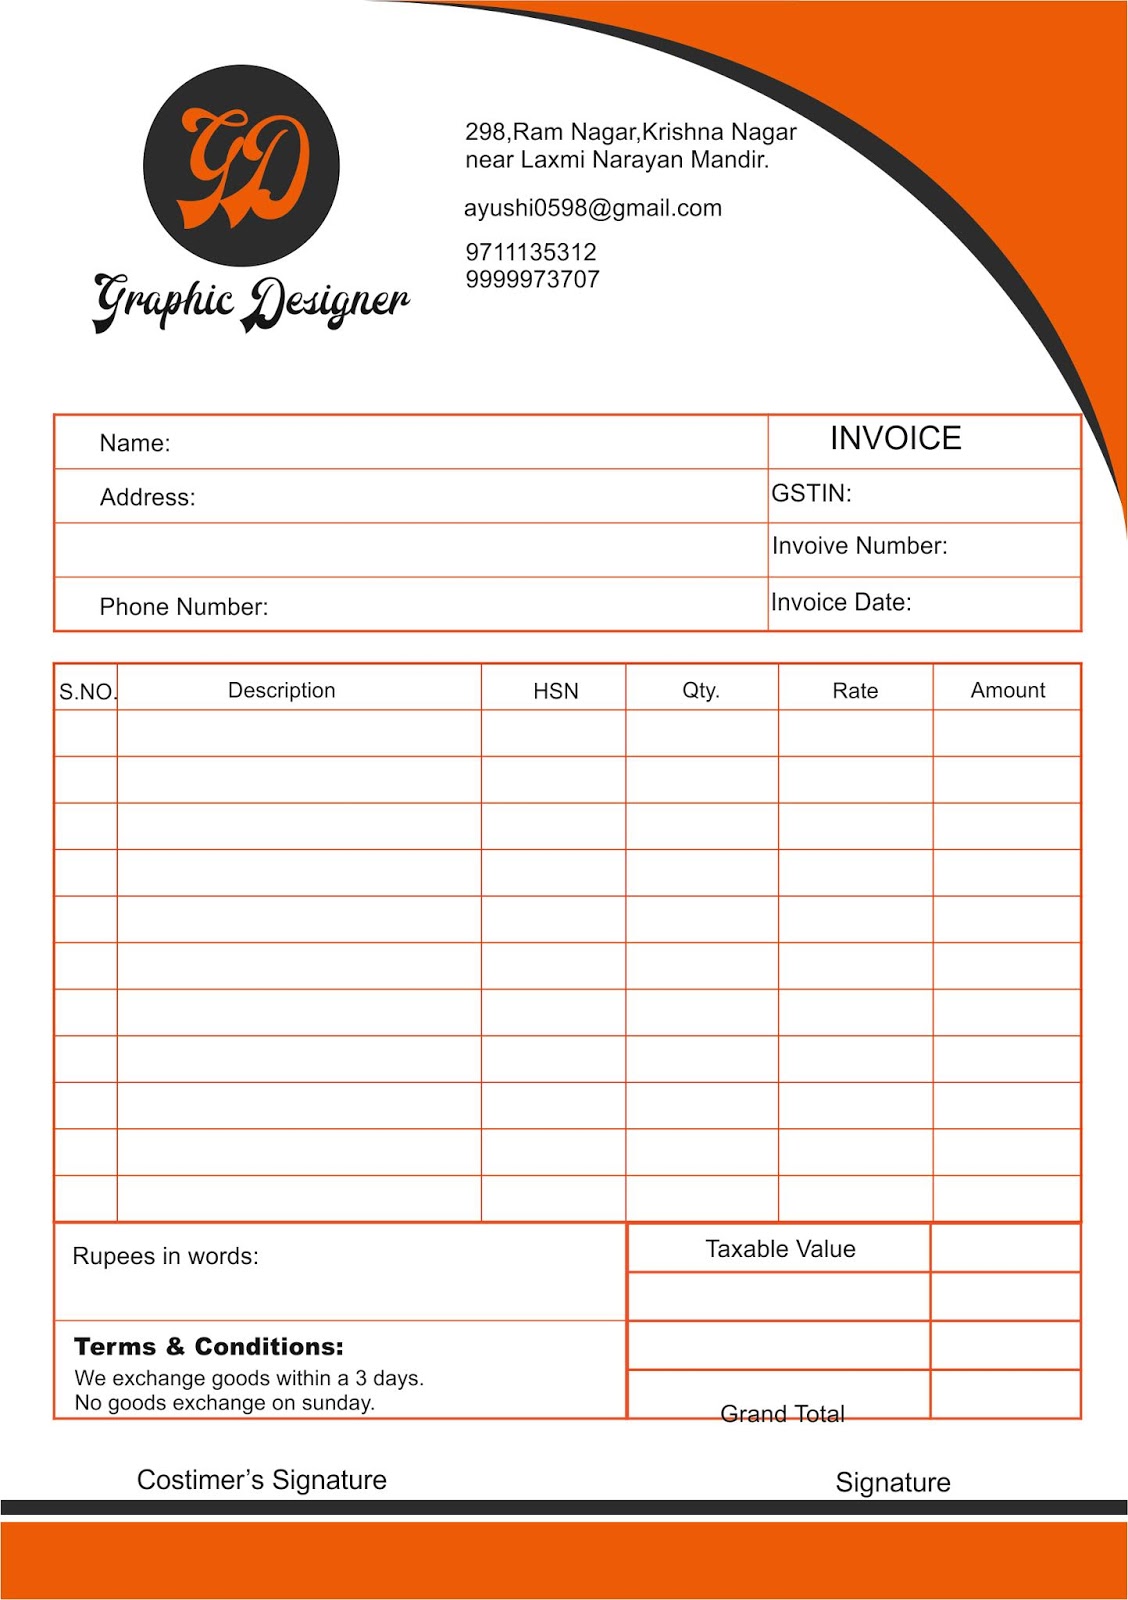 GD
Graphic Designer
298,Ram Nagar,Krishna Nagar
near Laxmi Narayan Mandir.
ayushi0598@gmail.com
9711135312
9999973707
Name:
INVOICE
Address:
GSTIN:
Invoive Number:
Phone Number:
Invoice Date:
S.NO. Description HSN Qty. Rate Amount
Rupees in words:
Taxable Value
Terms & Conditions:
We exchange goods within a 3 days.
No goods exchange on sunday.
Grand Total
Costimer’s Signature
Signature